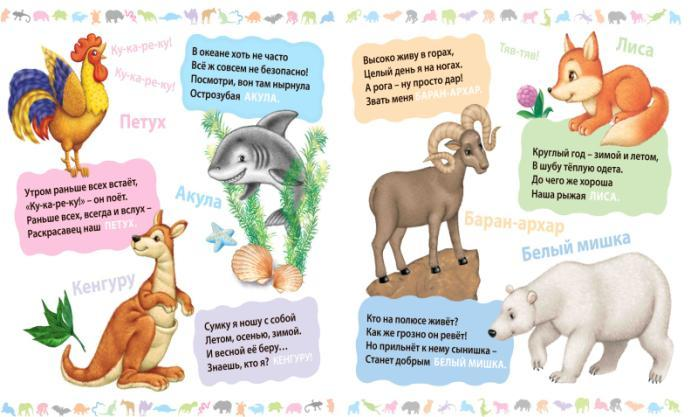 Ку-ка-ре-ку!
Ку-ка-ре-ку!
Петух
Утром раньше всех встаёт,
«Ку-ка-ре-ку!» – он поёт.
Раньше всех, всегда и вслух –
Раскрасавец наш ПЕТУХ.
В океане хоть не часто
Всё ж совсем не безопасно!
Посмотри, вон там нырнула
Острозубая АКУЛА.
Акула
Кенгуру
Сумку я ношу с собой
Летом, осенью, зимой.
И весной её беру...
Знаешь, кто я? КЕНГУРУ!
Высоко живу в горах,
Целый день я на ногах.
А рога – ну просто дар!
Звать меня БАРАН-АРХАР.
Баран-архар
Тяв-тяв!
Лиса
Круглый год – зимой и летом,
В шубу тёплую одета.
До чего же хороша
Наша рыжая ЛИСА.
Белый мишка
Кто на полюсе живёт?
Как же грозно он ревёт!
Но прильнёт к нему сынишка –
Станет добрым БЕЛЫЙ МИШКА.